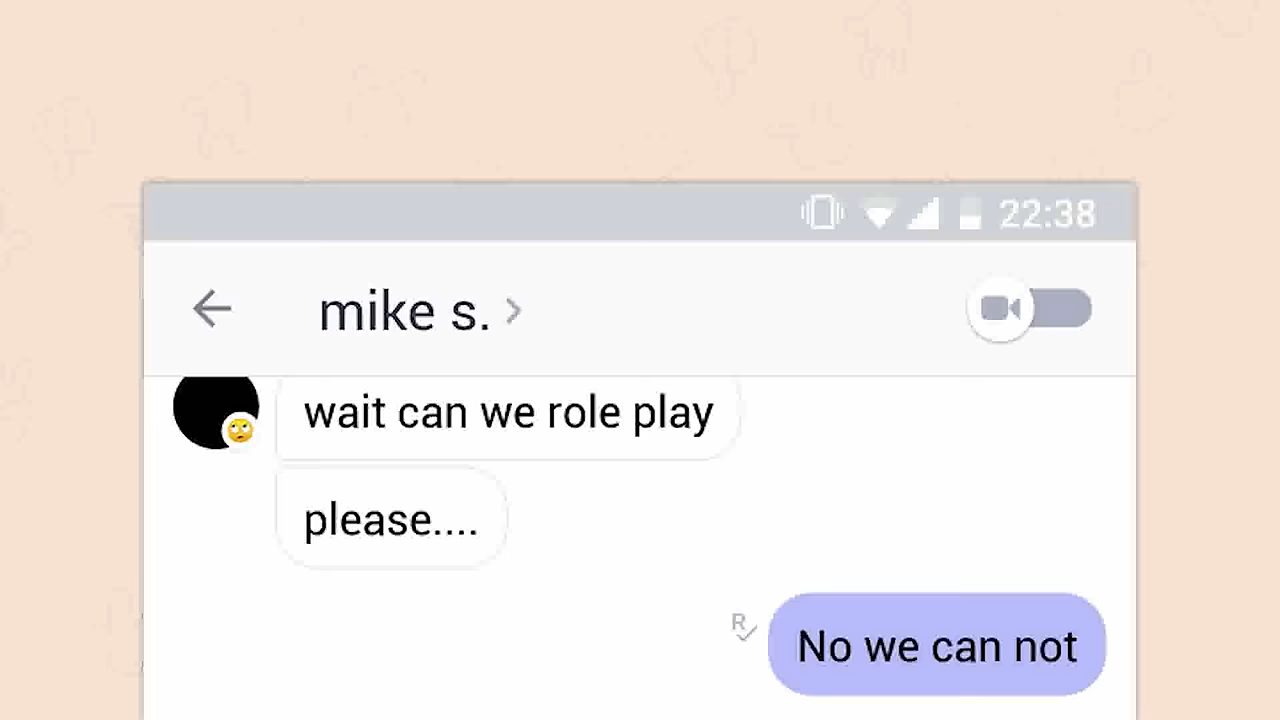 22:38
mike s.
wait can we role play
please....
R
No we can not